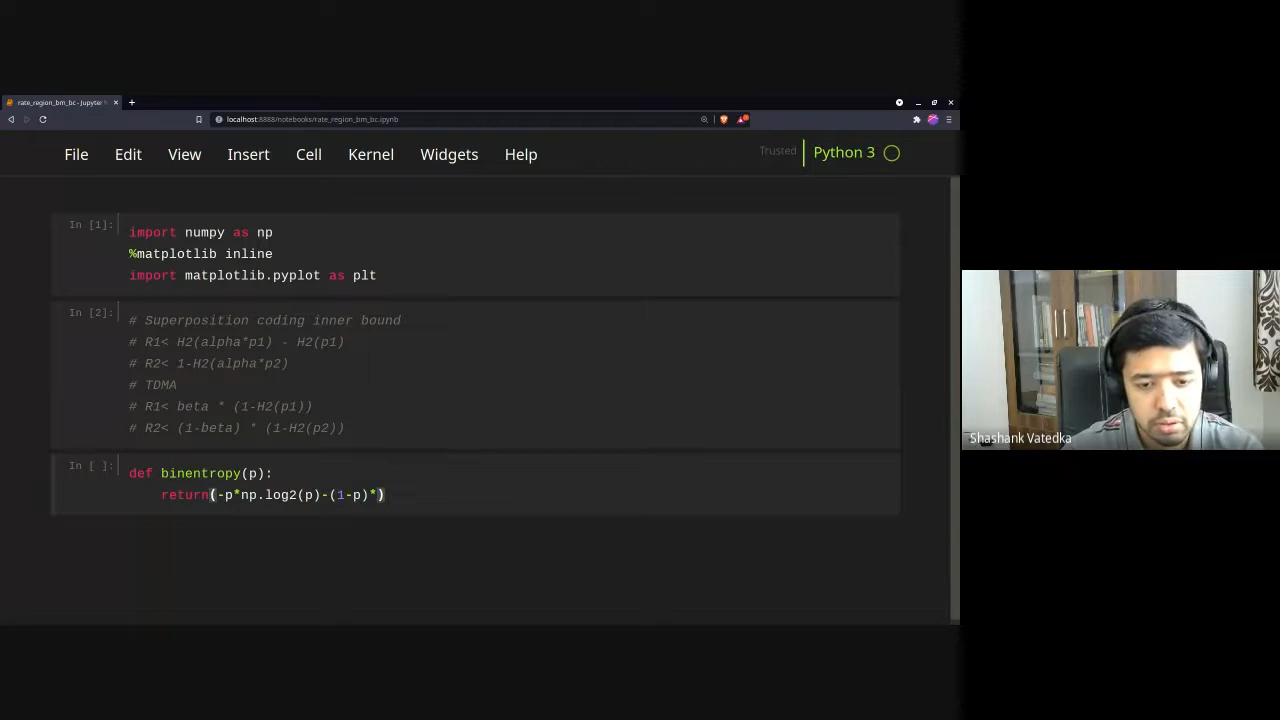 rate_region_bm_bc - Jupyter
localhost:8888/notebooks/rate_region_bm_bc.ipynb
File Edit View Insert Cell Kernel Widgets Help Trusted Python 3
In [1]:
import numpy as np
%matplotlib inline
import matplotlib.pyplot as plt
In [2]:
# Superposition coding inner bound
# R1< H2(alpha*p1) - H2(p1)
# R2< 1-H2(alpha*p2)
# TDMA
# R1< beta * (1-H2(p1))
# R2< (1-beta) * (1-H2(p2))
In [ ]:
def binentropy(p):
    return(-p*np.log2(p)-(1-p)*)
Shashank Vatedka